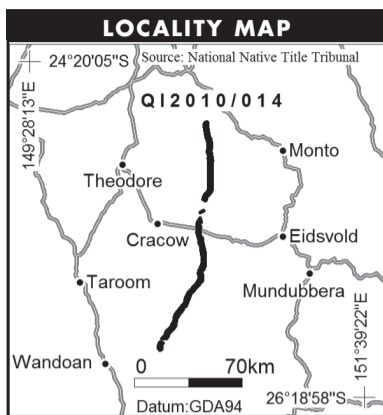 LOCALITY MAP
24°20'05"S
Source: National Native Title Tribunal
149°28'13"E
QI2010/014
Monto
Theodore
Cracow
Eidsvold
Taroom
Mundubbera
Wandoan
0 70km
151°39'22"E
26°18'58"S
Datum:GDA94